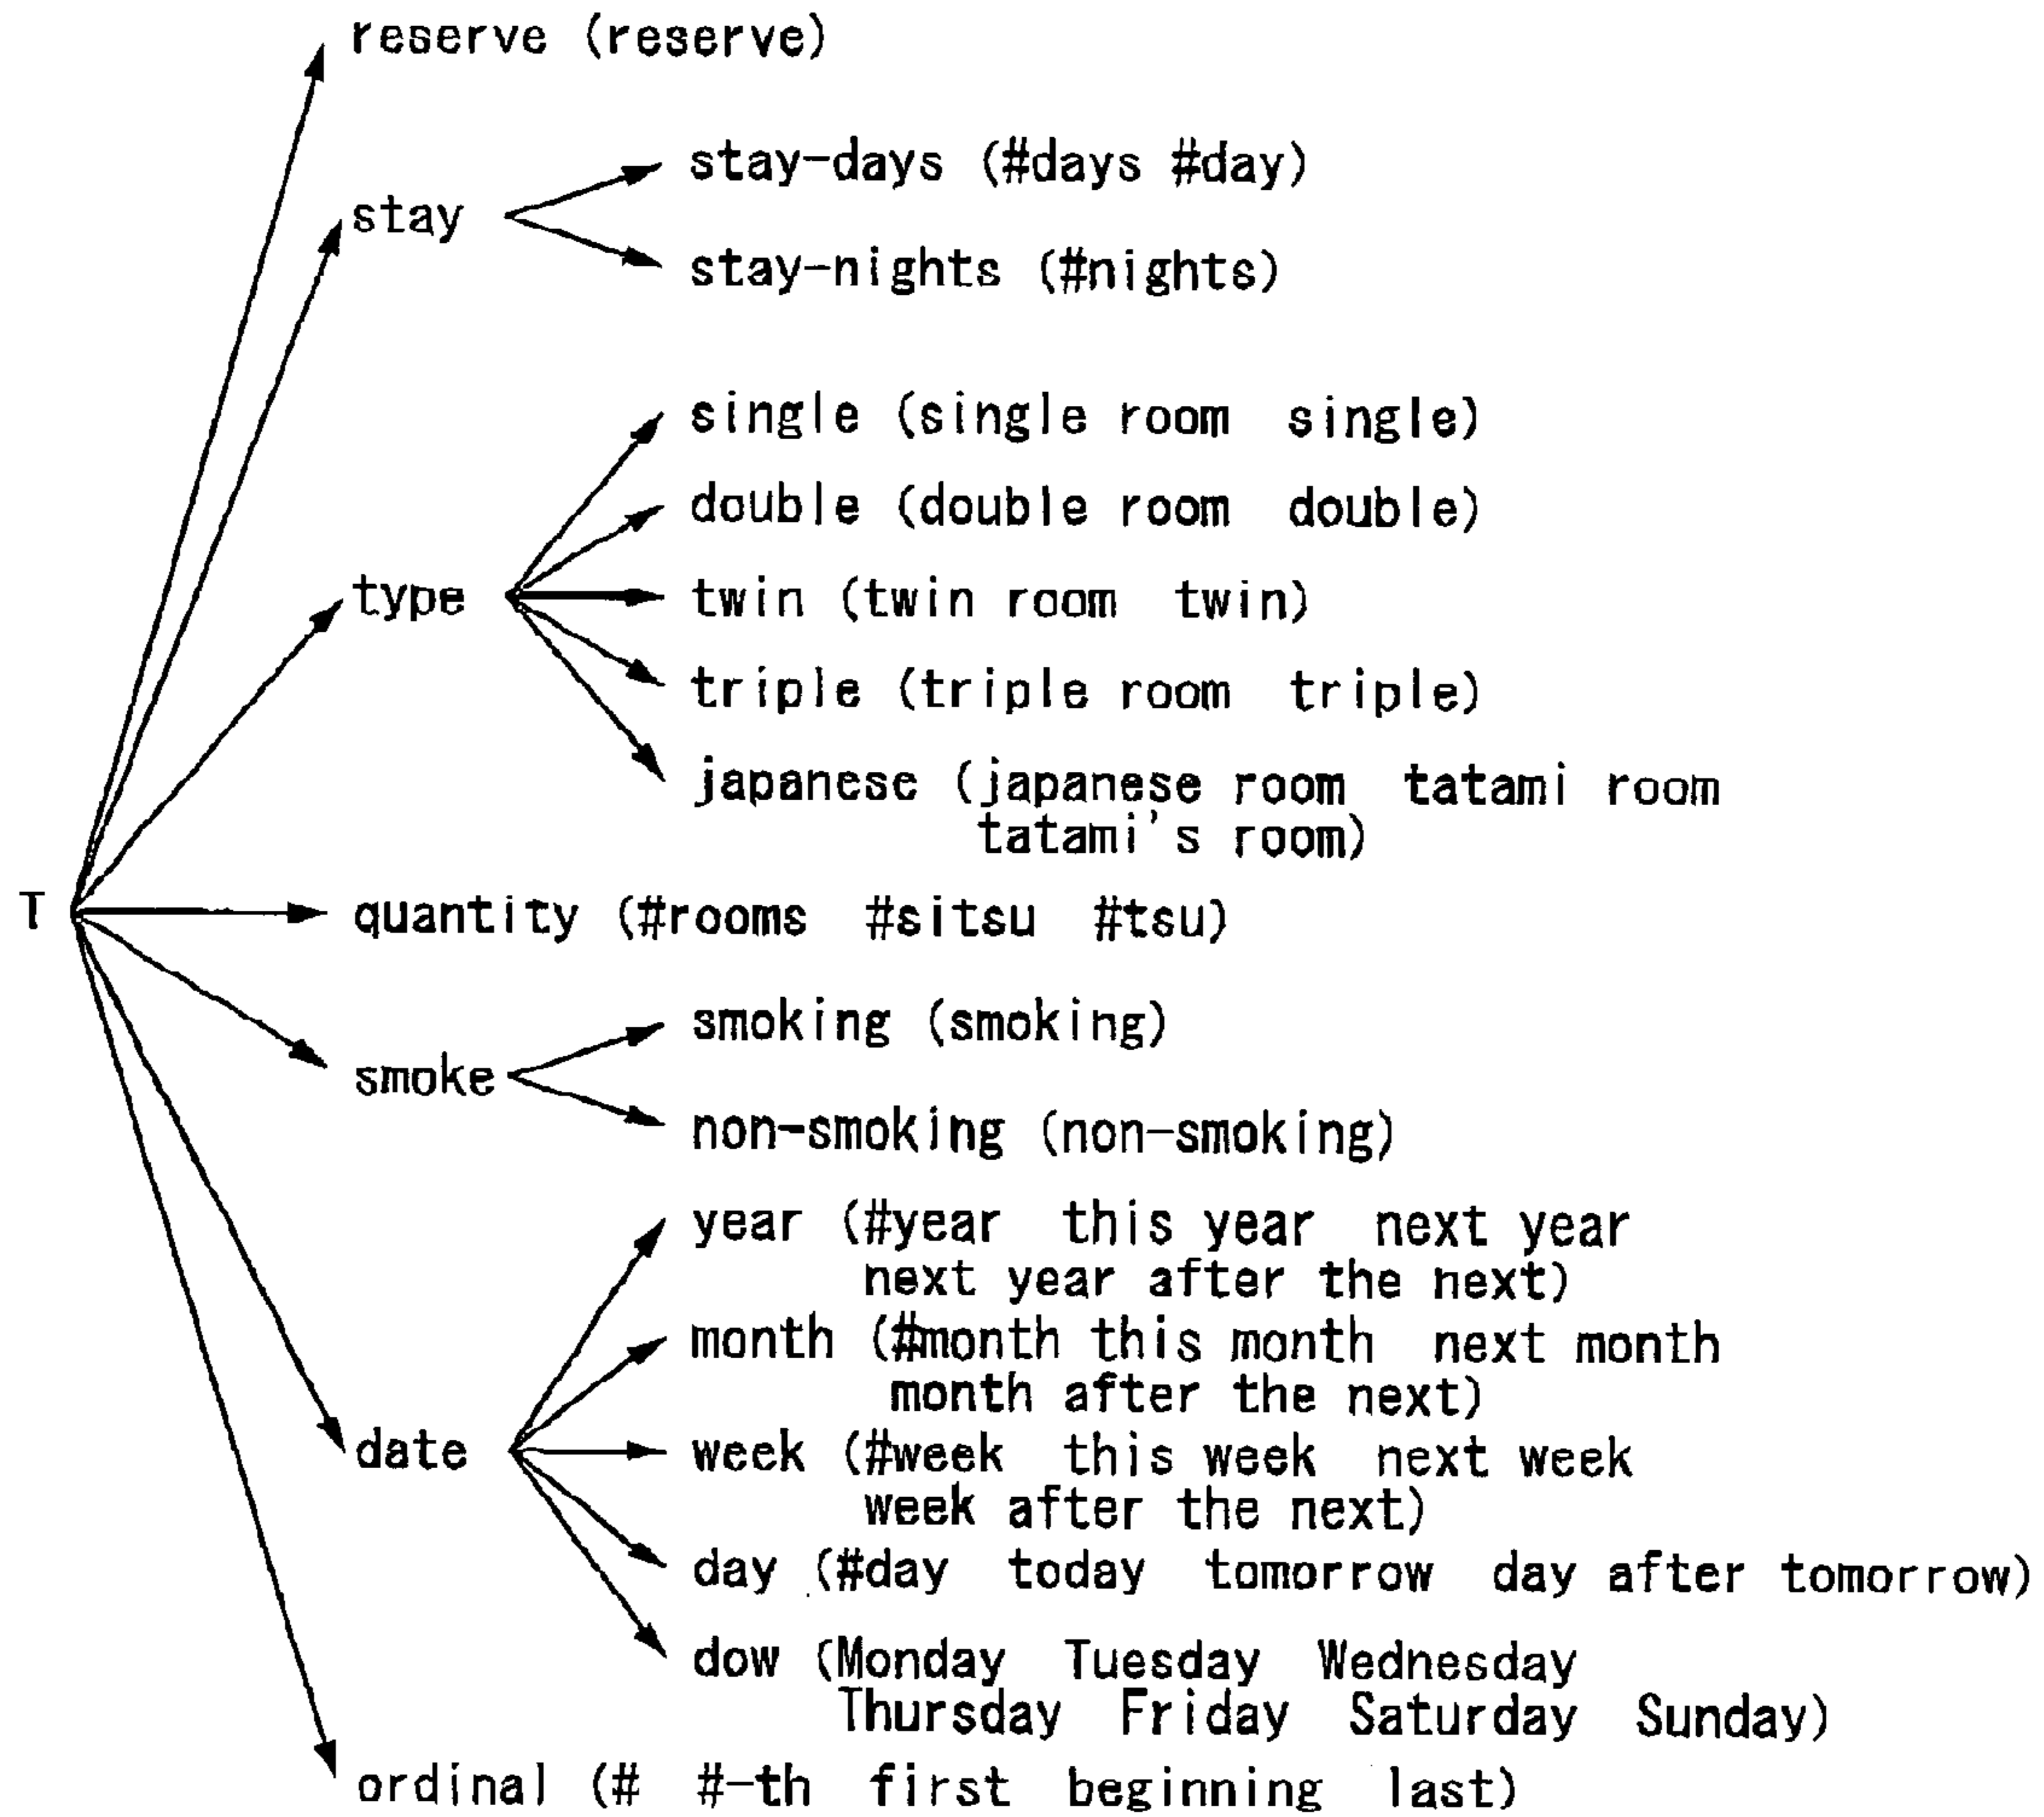 reserve (reserve)
stay-days (#days #day)
stay
stay-nights (#nights)
single (single room single)
double (double room double)
type
twin (twin room twin)
triple (triple room triple)
japanese (japanese room tatami room
tatami's room)
T
quantity (#rooms #sitsu #tsu)
smoking (smoking)
smoke
non-smoking (non-smoking)
year (#year this year next year
next year after the next)
month (#month this month next month
month after the next)
date
week (#week this week next week
week after the next)
day (#day today tomorrow day after tomorrow)
dow (Monday Tuesday Wednesday
Thursday Friday Saturday Sunday)
ordinal (# #-th first beginning last)